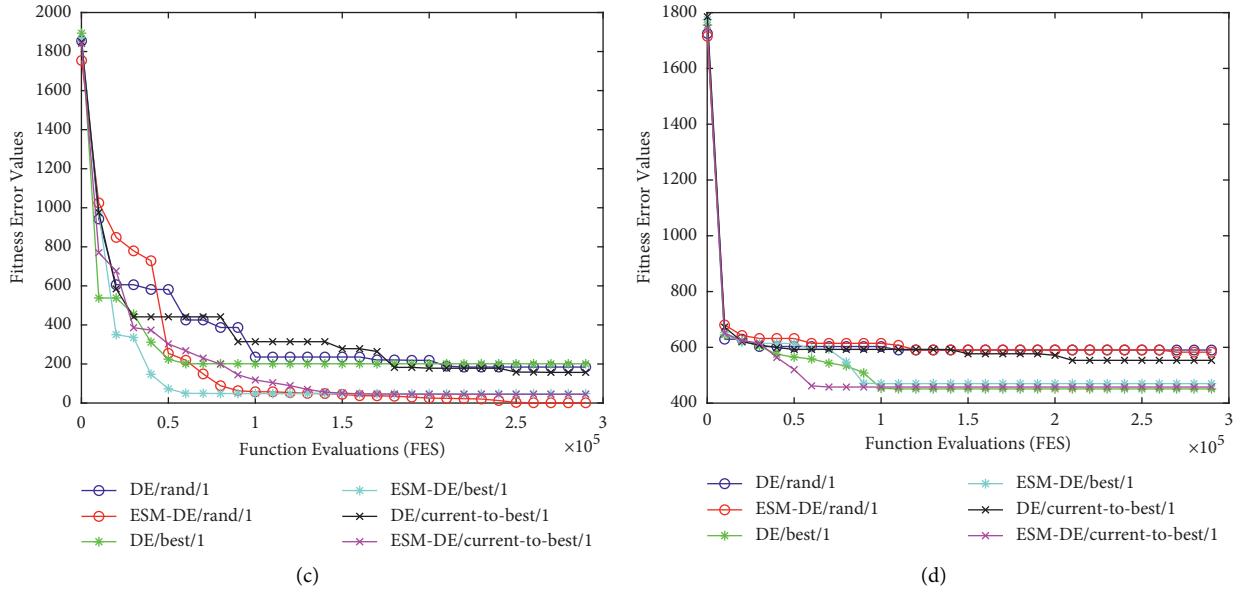 2000
1800
1600
1400
1200
1000
800
600
400
200
0
Fitness Error Values
0 0.5 1 1.5 2 2.5 3
×10^5
Function Evaluations (FES)
DE/rand/1
ESM-DE/rand/1
DE/best/1
ESM-DE/best/1
DE/current-to-best/1
ESM-DE/current-to-best/1
(c)
1800
1600
1400
1200
1800
600
400
Fitness Error Values
0 0.5 1 1.5 2 2.5 3
×10^5
Function Evaluations (FES)
DE/rand/1
ESM-DE/rand/1
DE/best/1
ESM-DE/best/1
DE/current-to-best/1
ESM-DE/current-to-best/1
(d)